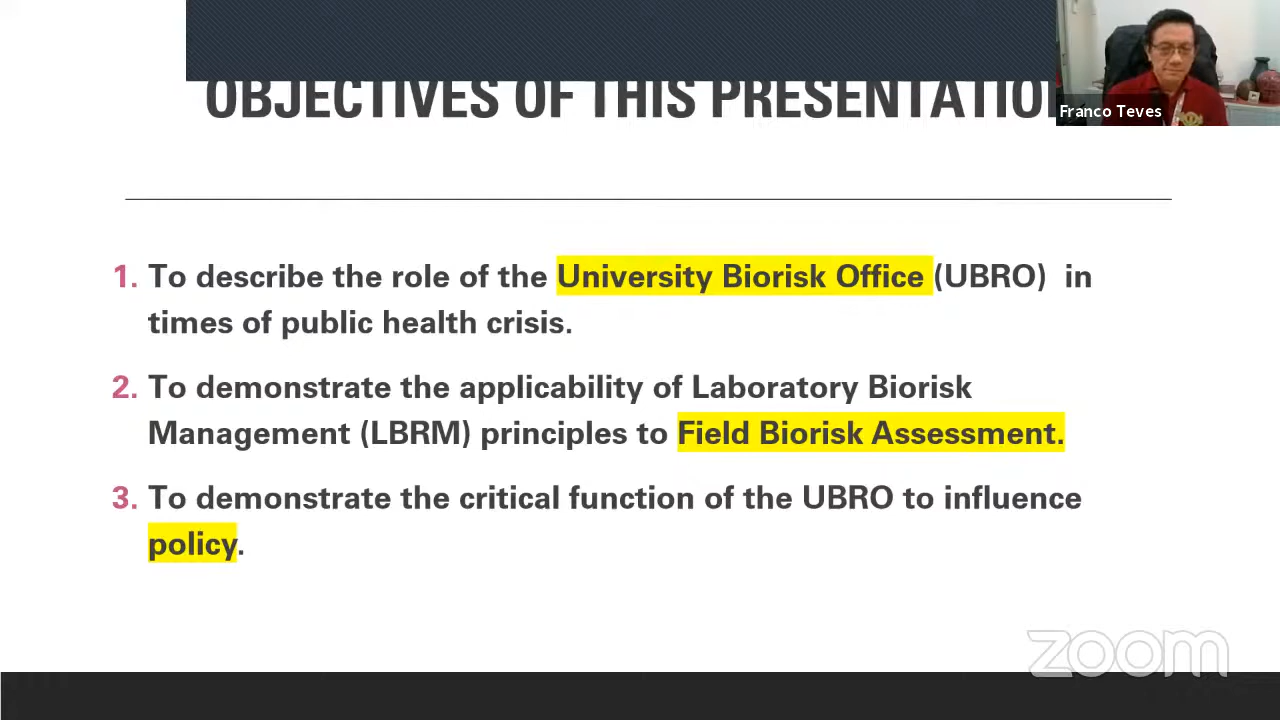 OBJECTIVES OF THIS PRESENTATION
Franco Teves
1. To describe the role of the University Biorisk Office (UBRO) in
times of public health crisis.
2. To demonstrate the applicability of Laboratory Biorisk
Management (LBRM) principles to Field Biorisk Assessment.
3. To demonstrate the critical function of the UBRO to influence
policy.
zoom